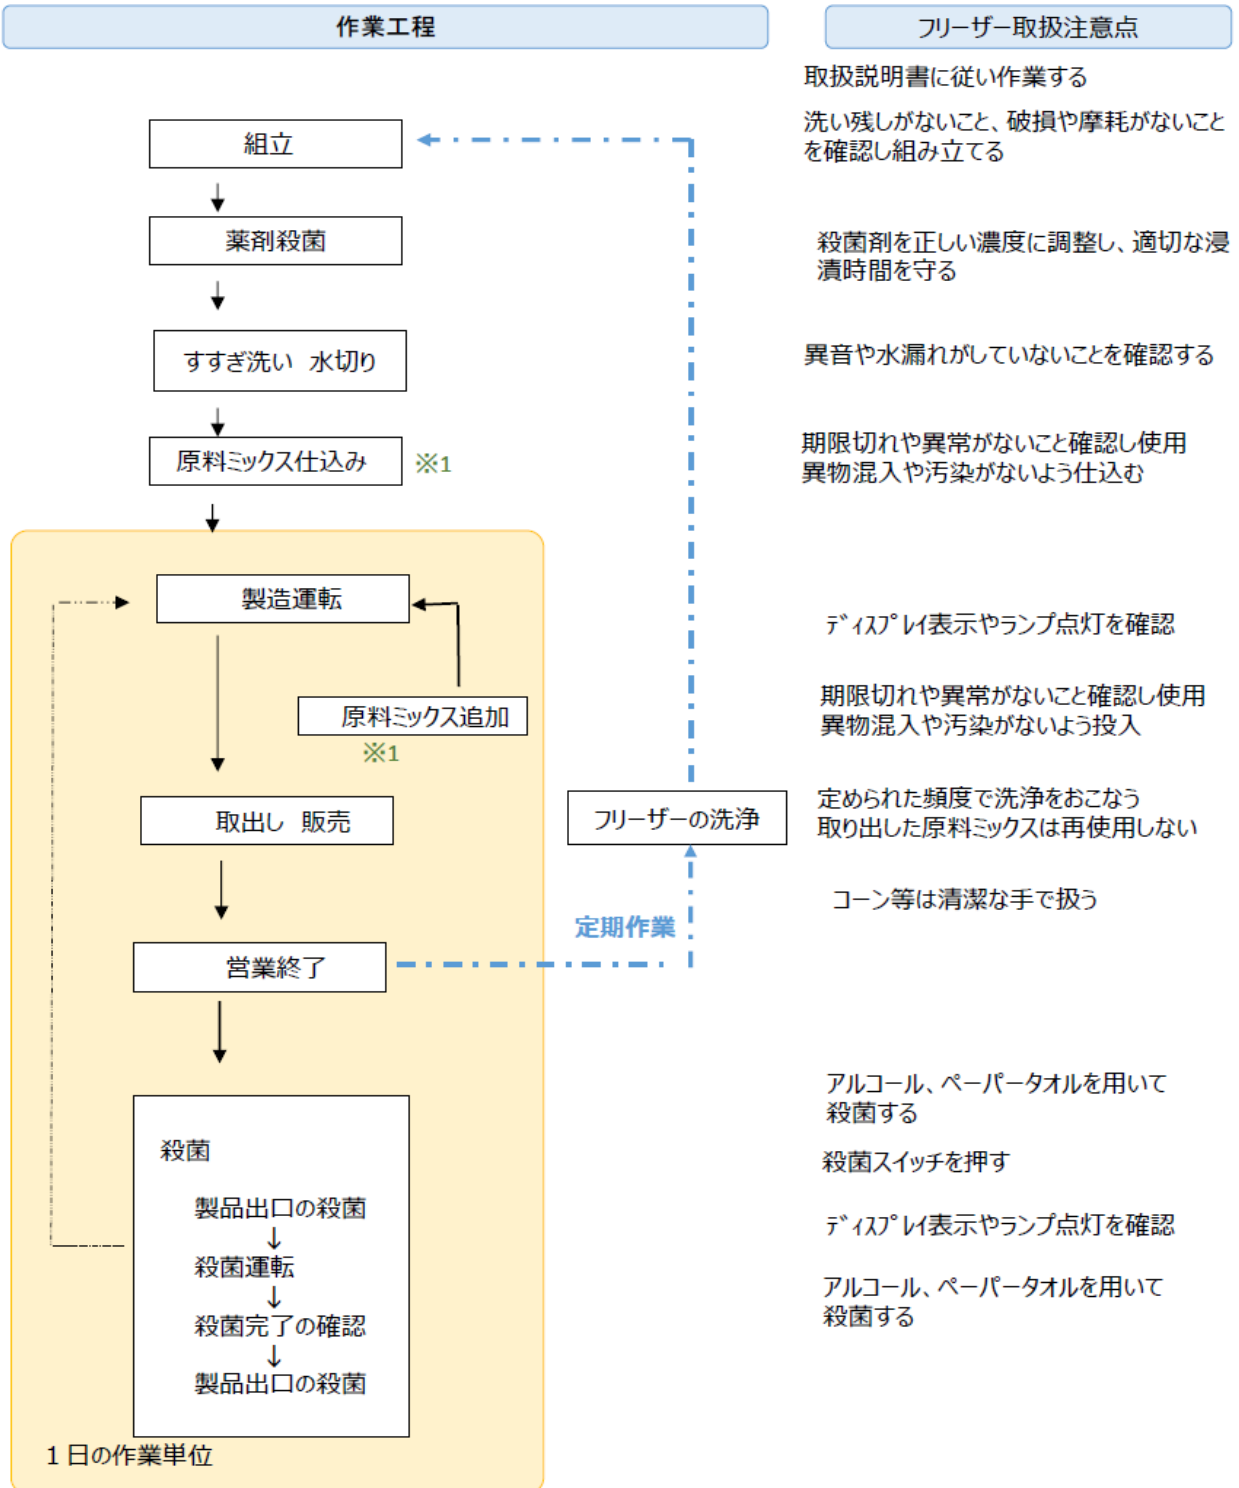 作業工程
フリーザー取扱注意点
取扱説明書に従い作業する
組立
洗い残しがないこと、破損や摩耗がないこと
を確認し組み立てる
薬剤殺菌
殺菌剤を正しい濃度に調整し、適切な浸
漬時間を守る
すすぎ洗い 水切り
異音や水漏れがしていないことを確認する
原料ミックス仕込み ※1
期限切れや異常がないこと確認し使用
異物混入や汚染がないよう仕込む
製造運転
ディスプレイ表示やランプ点灯を確認
原料ミックス追加
※1
期限切れや異常がないこと確認し使用
異物混入や汚染がないよう投入
取出し 販売
フリーザーの洗浄
定められた頻度で洗浄をおこなう
取り出した原料ミックスは再使用しない
コーン等は清潔な手で扱う
定期作業
営業終了
アルコール、ペーパータオルを用いて
殺菌する
殺菌
殺菌スイッチを押す
製品出口の殺菌
↓
ディスプレイ表示やランプ点灯を確認
殺菌運転
↓
アルコール、ペーパータオルを用いて
殺菌する
殺菌完了の確認
↓
製品出口の殺菌
1日の作業単位